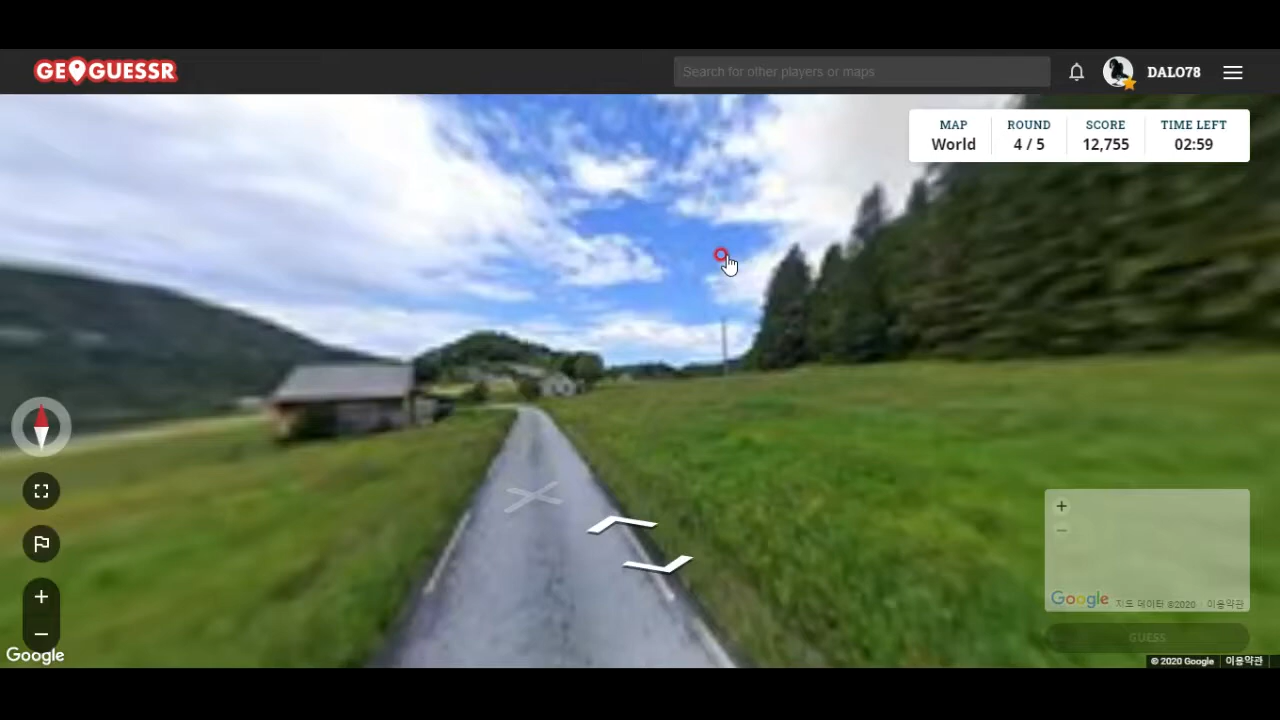 GEOGUESSR
Search for other players or maps
DALO78
MAP
World
ROUND
4 / 5
SCORE
12,755
TIME LEFT
02:59
+
−
+
−
Google
Google
지도 데이터 ©2020
이용약관
GUESS
© 2020 Google
이용약관